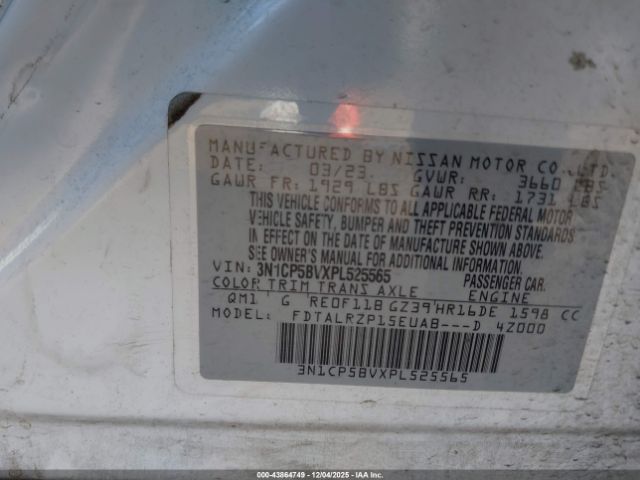 MANUFACTURED BY NISSAN MOTOR CO.,LTD.
DATE: 03/23 GVWR: 3660 LBS
GAWR FR: 1929 LBS GAWR RR: 1731 LBS
THIS VEHICLE CONFORMS TO ALL APPLICABLE FEDERAL MOTOR
VEHICLE SAFETY, BUMPER, AND THEFT PREVENTION STANDARDS
IN EFFECT ON THE DATE OF MANUFACTURE SHOWN ABOVE.
SEE OWNER'S MANUAL FOR ADDITIONAL INFORMATION.
VIN: 3N1CP5BVXPL525565 PASSENGER CAR.
COLOR TRIM TRANS AXLE ENGINE
QM1 G RE0F11B GZ39 HR16DE 1598 CC
MODEL: FDTALRZP15EUAB---D 4Z000
3N1CP5BVXPL525565
000-43864749 - 12/04/2025 - IAAI, Inc.